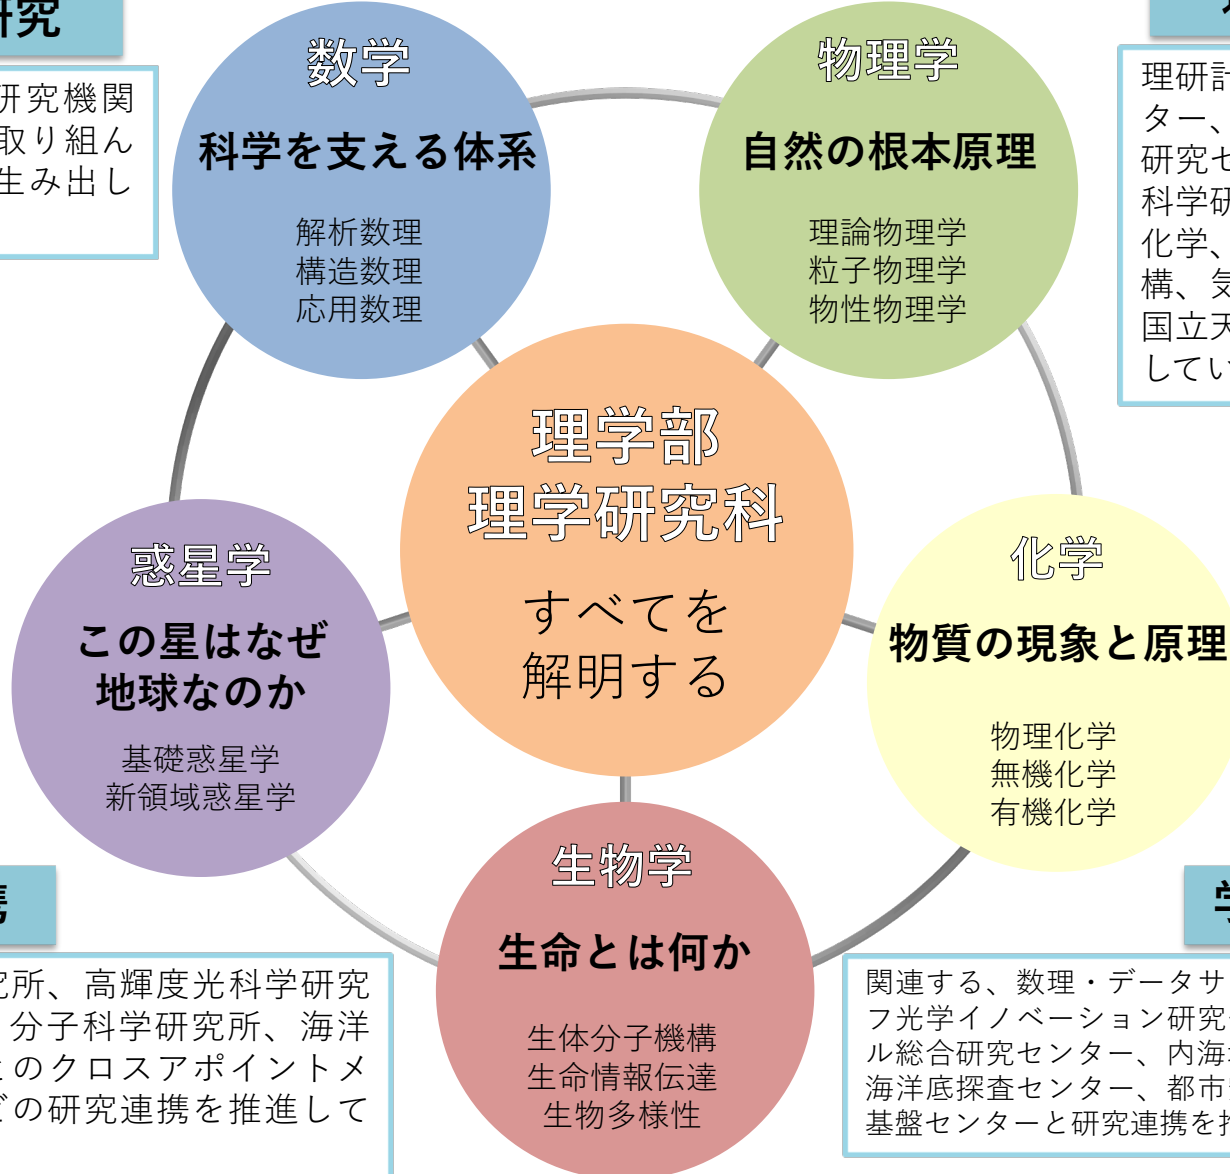 研究
研究機関
取り組ん
生み出し
数学
科学を支える体系
解析数理
構造数理
応用数理
物理学
自然の根本原理
理論物理学
粒子物理学
物性物理学
理研計
ター、
研究セ
科学研
化学、
構、気
国立天
してい
理学部
理学研究科
すべてを
解明する
惑星学
この星はなぜ
地球なのか
基礎惑星学
新領域惑星学
化学
物質の現象と原理
物理化学
無機化学
有機化学
生物学
生命とは何か
生体分子機構
生命情報伝達
生物多様性
携
究所、高輝度光科学研究
、分子科学研究所、海洋
とのクロスアポイントメ
どの研究連携を推進して
学
関連する、数理・データサ
フ光学イノベーション研究
ル総合研究センター、内海
海洋底探査センター、都市
基盤センターと研究連携を推